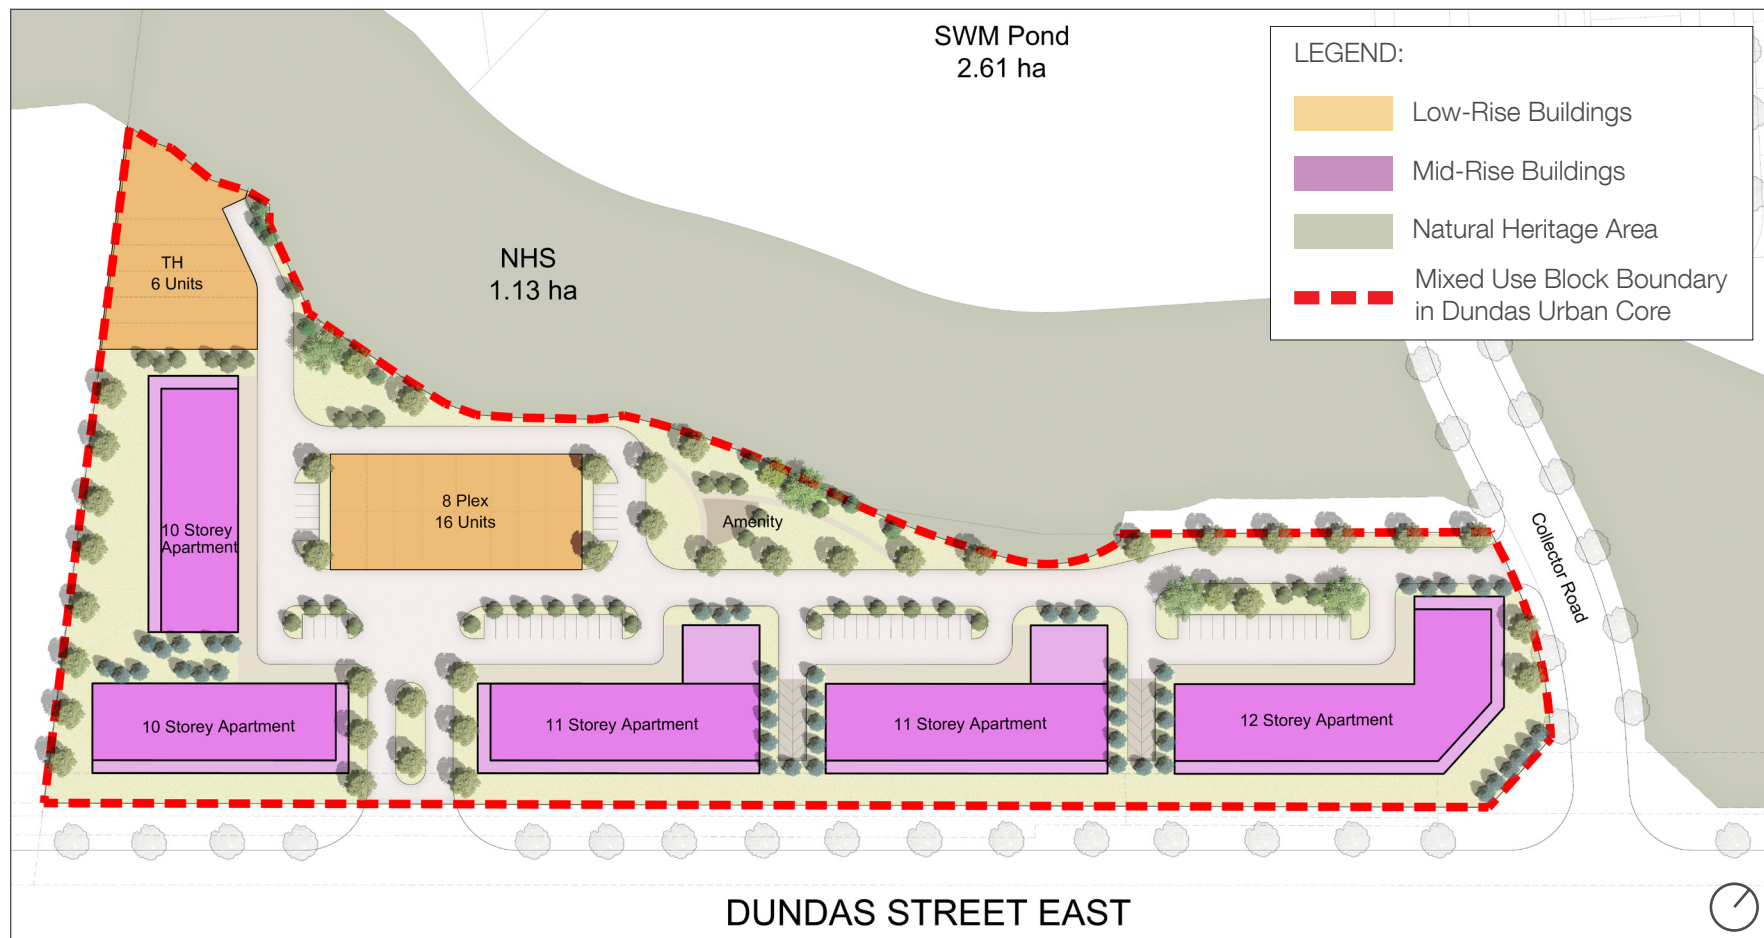 SWM Pond
2.61 ha
LEGEND:
Low-Rise Buildings
Mid-Rise Buildings
Natural Heritage Area
Mixed Use Block Boundary
in Dundas Urban Core
NHS
1.13 ha
TH
6 Units
8 Plex
16 Units
Amenity
10 Storey
Apartment
Collector Road
10 Storey Apartment
11 Storey Apartment
11 Storey Apartment
12 Storey Apartment
DUNDAS STREET EAST